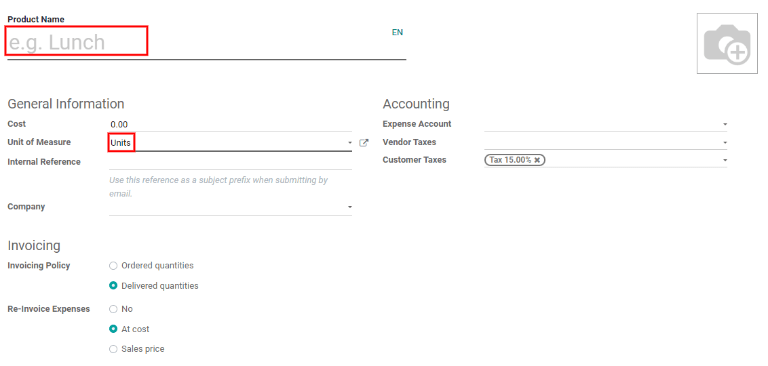 Product Name
e.g. Lunch
EN
General Information
Cost 0.00
Unit of Measure Units
Internal Reference
Use this reference as a subject prefix when submitting by
email.
Company
Accounting
Expense Account
Vendor Taxes
Customer Taxes Tax 15.00% ✖
Invoicing
Invoicing Policy Ordered quantities
Delivered quantities
Re-Invoice Expenses No
At cost
Sales price